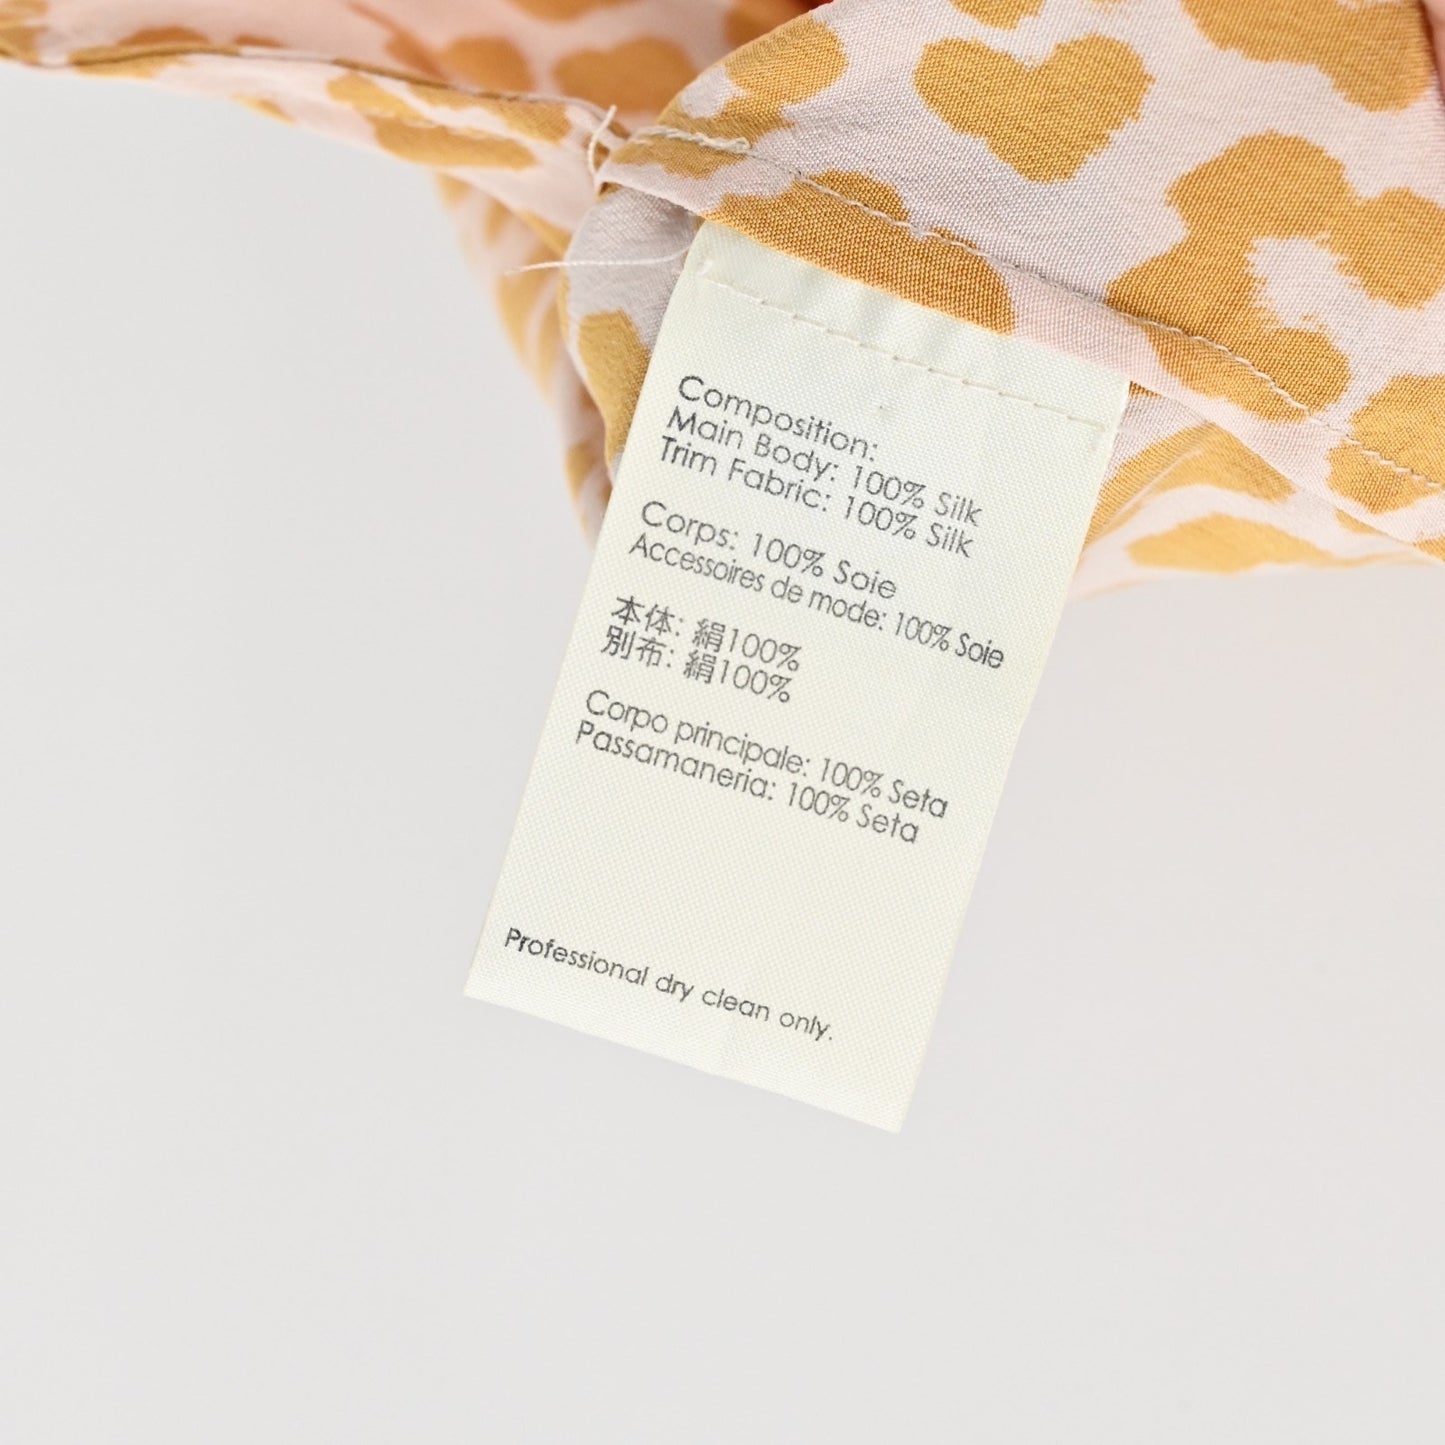 Composition:
Main Body: 100% Silk
Trim Fabric: 100% Silk
Corps: 100% Soie
Accessoires de mode: 100% Soie
本体: 絹100%
別布: 絹100%
Corpo principale: 100% Seta
Passamaneria: 100% Seta
Professional dry clean only.